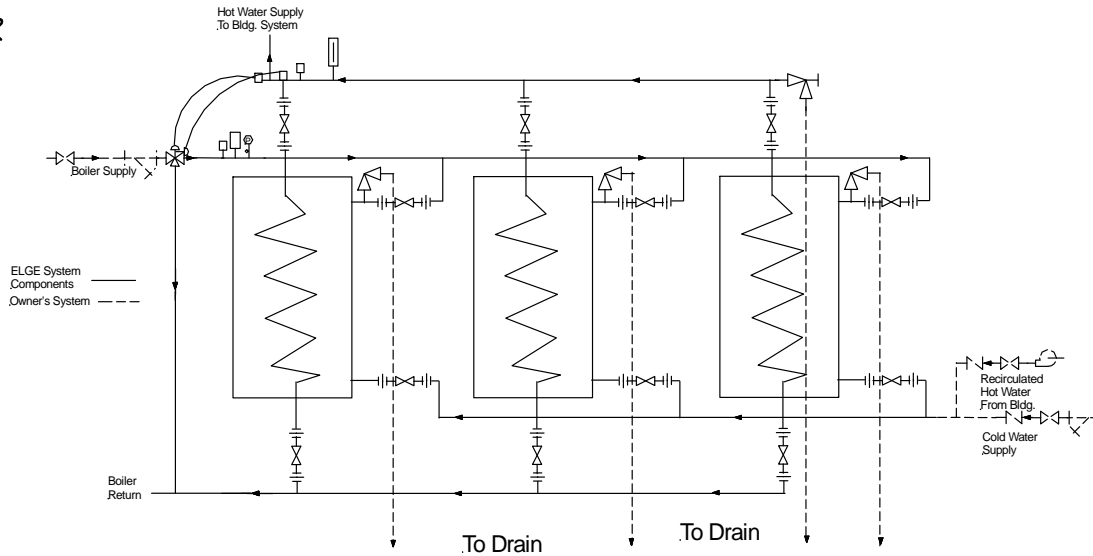 Hot Water Supply
To Bldg. System
Boiler Supply
ELGE System
Components
Owner's System
Recirculated
Hot Water
From Bldg.
Cold Water
Supply
Boiler
Return
To Drain
To Drain